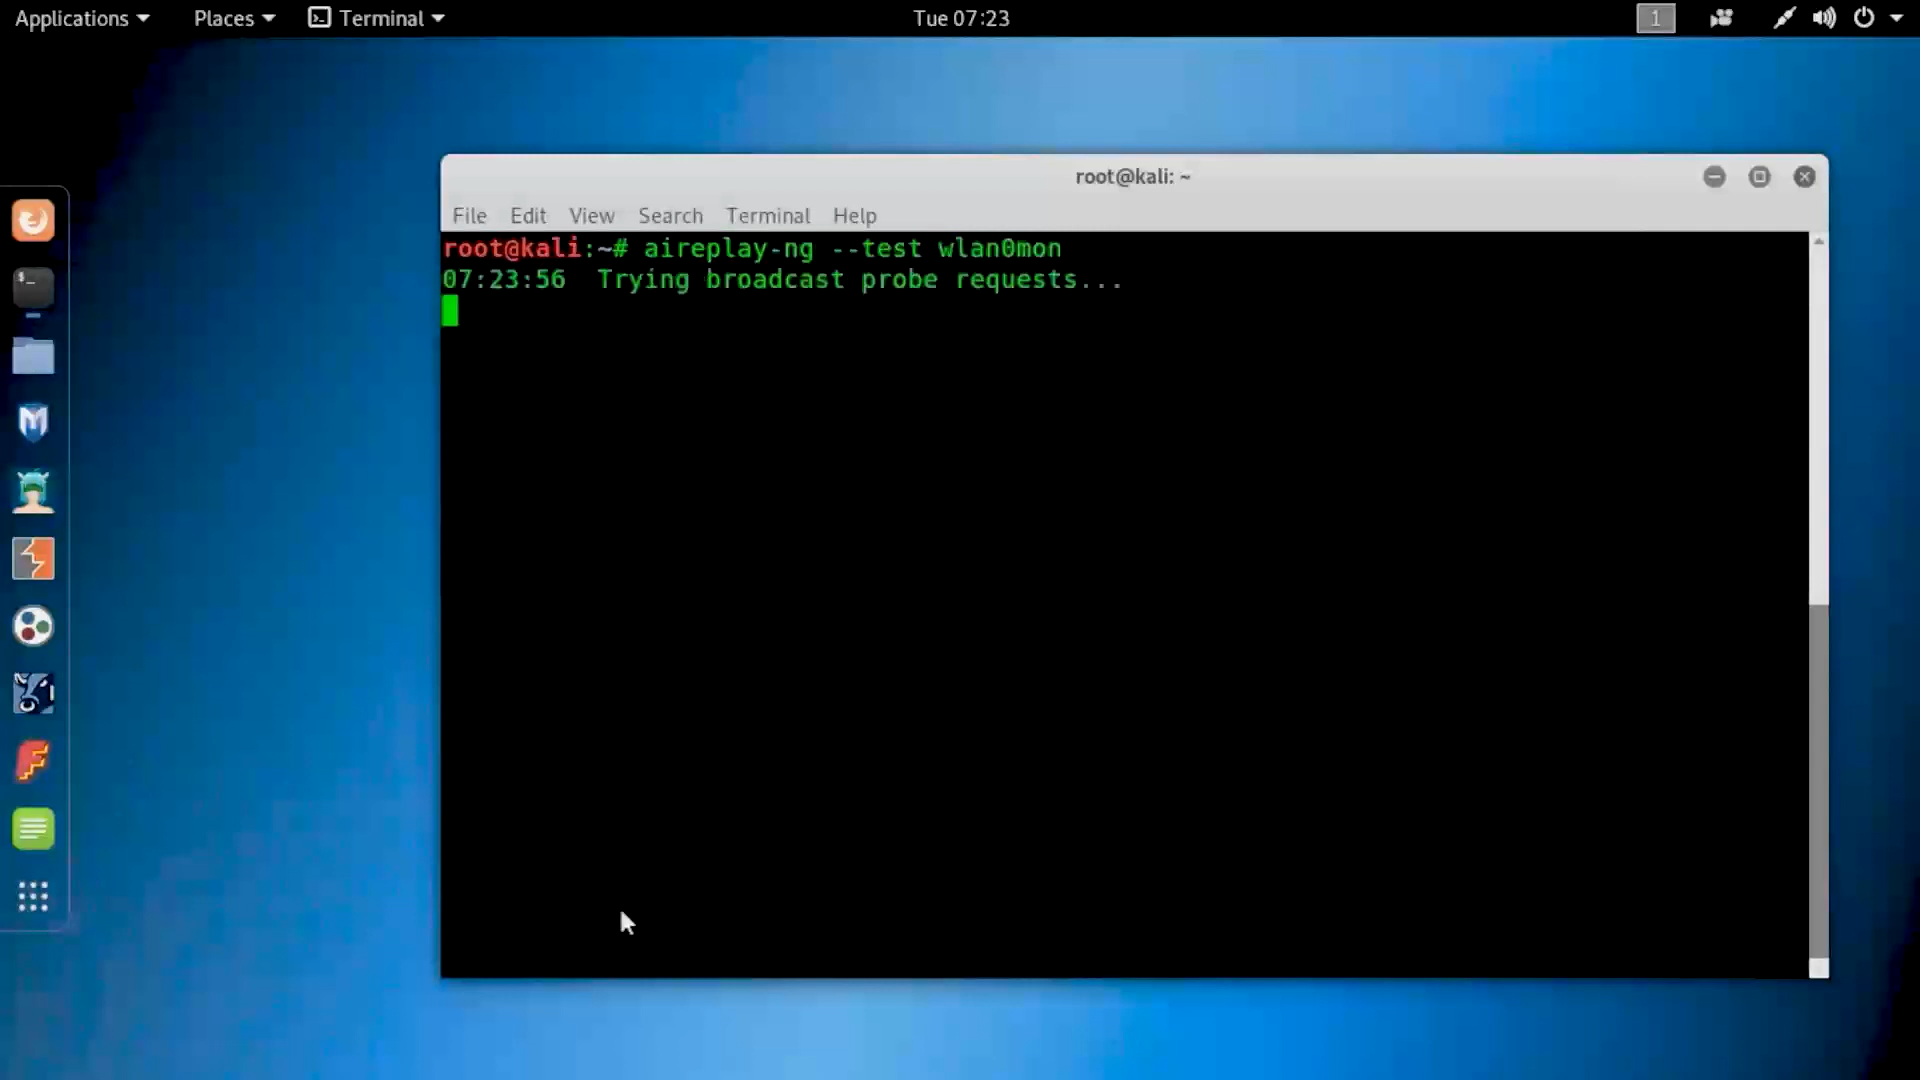 Applications Places Terminal Tue 07:23 1
root@kali: ~
File Edit View Search Terminal Help
root@kali:~# aireplay-ng --test wlan0mon
07:23:56  Trying broadcast probe requests...